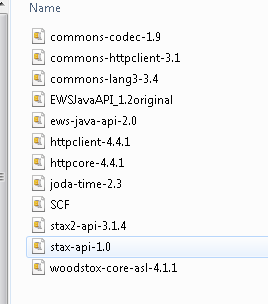 Name
commons-codec-1.9
commons-httpclient-3.1
commons-lang3-3.4
EWSJavaAPI_1.2original
ews-java-api-2.0
httpclient-4.4.1
httpcore-4.4.1
joda-time-2.3
SCF
stax2-api-3.1.4
stax-api-1.0
woodstox-core-asl-4.1.1